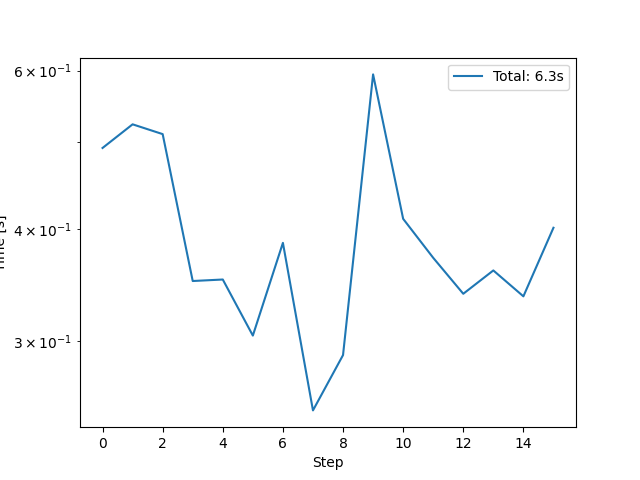 Total: 6.3s
6 × 10⁻¹
4 × 10⁻¹
3 × 10⁻¹
Time [s]
0 2 4 6 8 10 12 14
Step